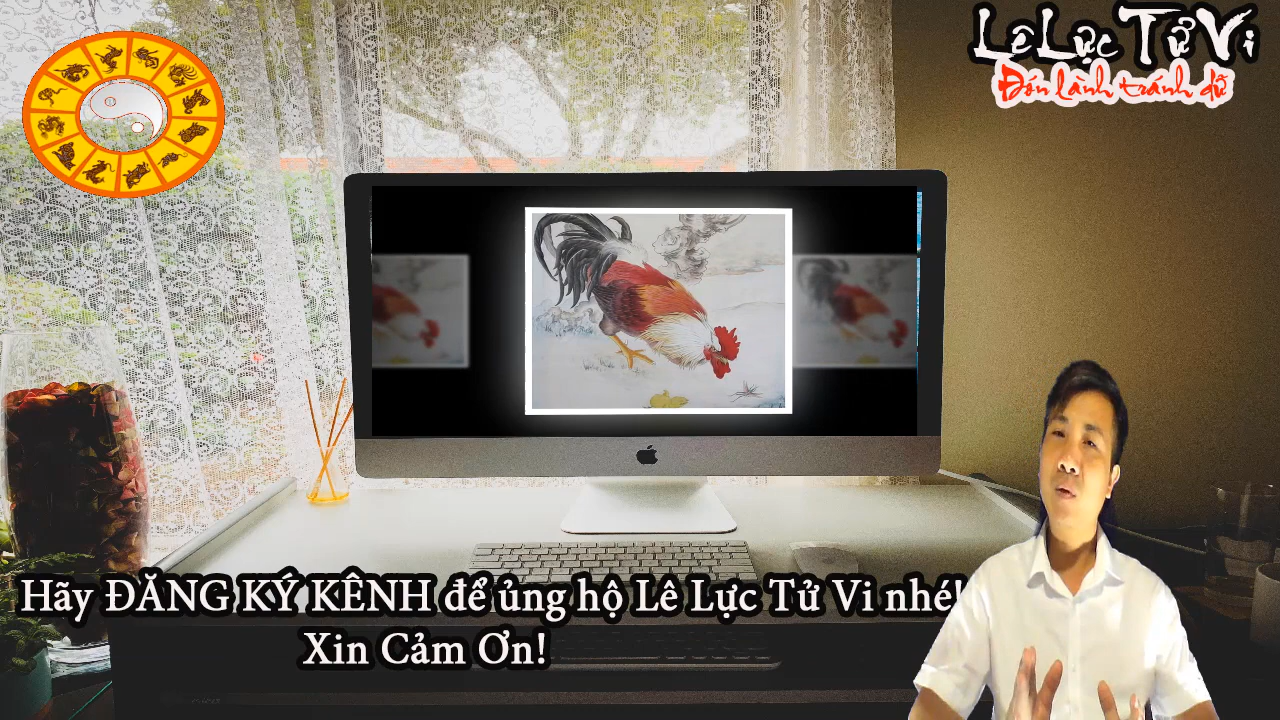 Lê Lực Tử Vi
Đón lành tránh dữ
Hãy ĐĂNG KÝ KÊNH để ủng hộ Lê Lực Tử Vi nhé!
Xin Cảm Ơn!